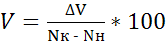 V = ΔV / (Nк - Nн) * 100